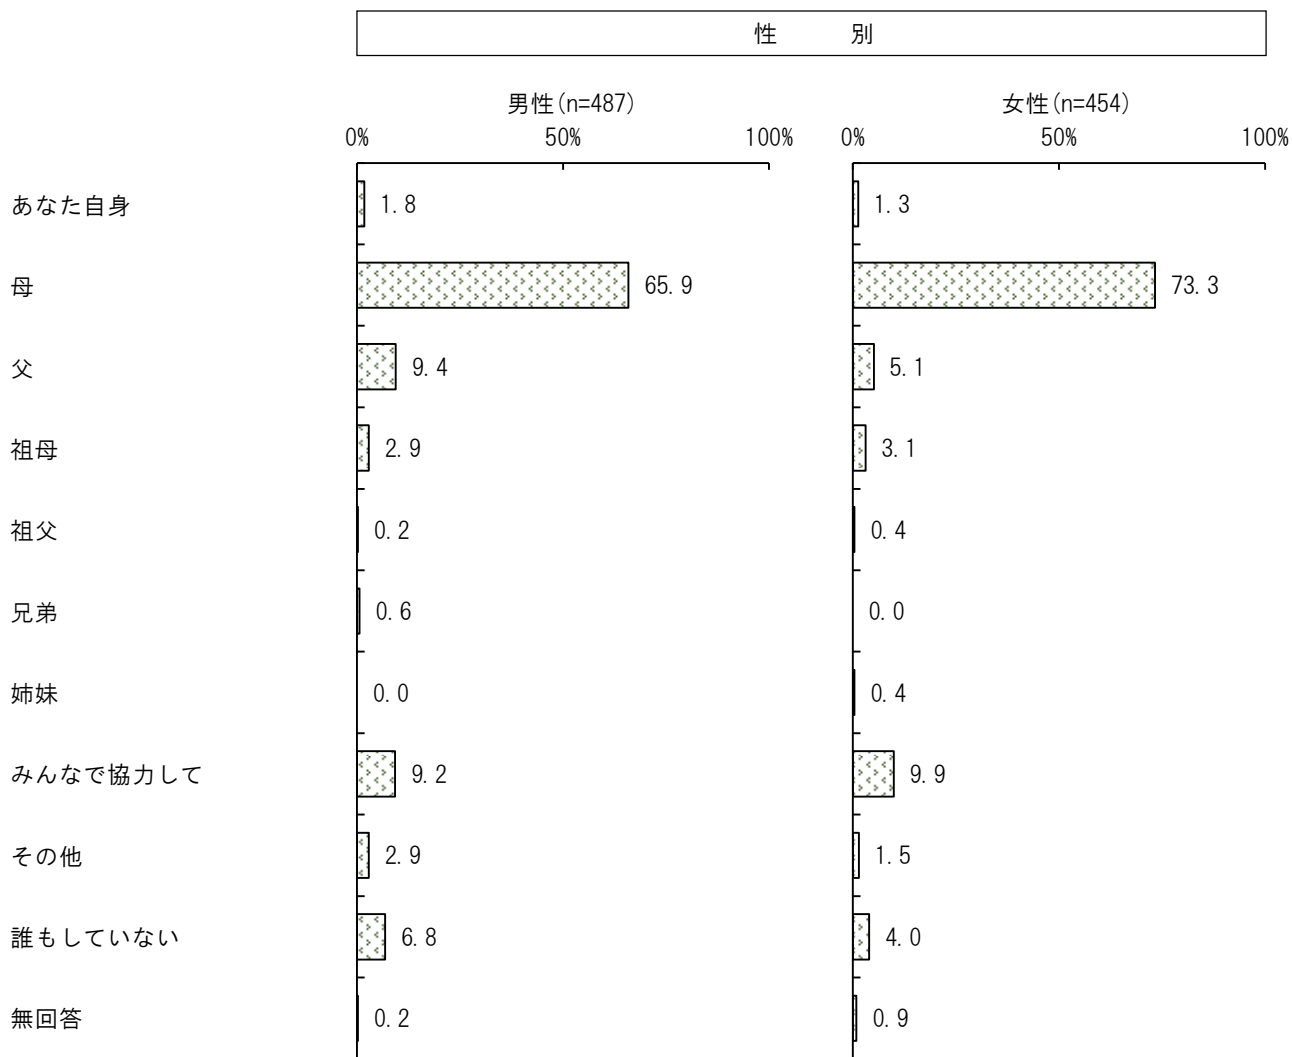 性　別
男性(n=487) 女性(n=454)
0% 50% 100% 0% 50% 100%
あなた自身 1.8 1.3
母 65.9 73.3
父 9.4 5.1
祖母 2.9 3.1
祖父 0.2 0.4
兄弟 0.6 0.0
姉妹 0.0 0.4
みんなで協力して 9.2 9.9
その他 2.9 1.5
誰もしていない 6.8 4.0
無回答 0.2 0.9